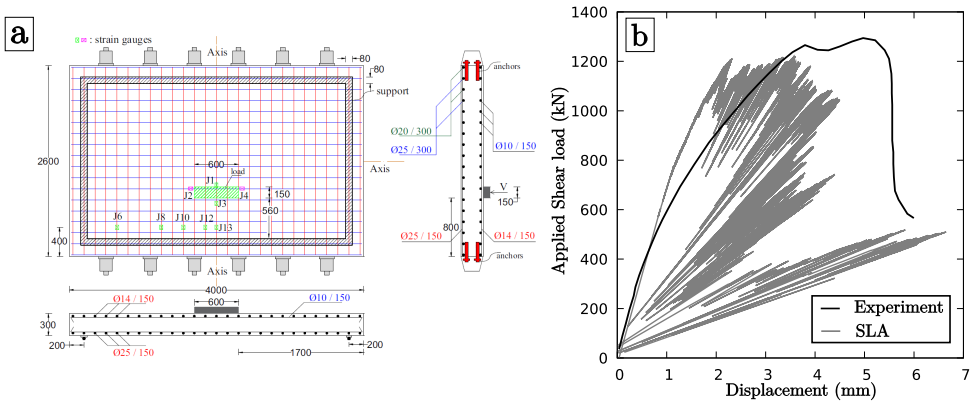 a
: strain gauges
Axis
80
80
support
2600
600
load
J1
J2
J4
J3
150
560
Axis
J6
J8
J10
J12
J13
400
Axis
4000
Ø14 / 150
600
Ø10 / 150
300
200
Ø25 / 150
1700
200
anchors
Ø20 / 300
Ø25 / 300
Ø10 / 150
V
150
800
Ø25 / 150
Ø14 / 150
anchors
b
Applied Shear load (kN)
1400
1200
1000
800
600
400
200
0
0
1
2
3
4
5
6
7
Displacement (mm)
Experiment
SLA